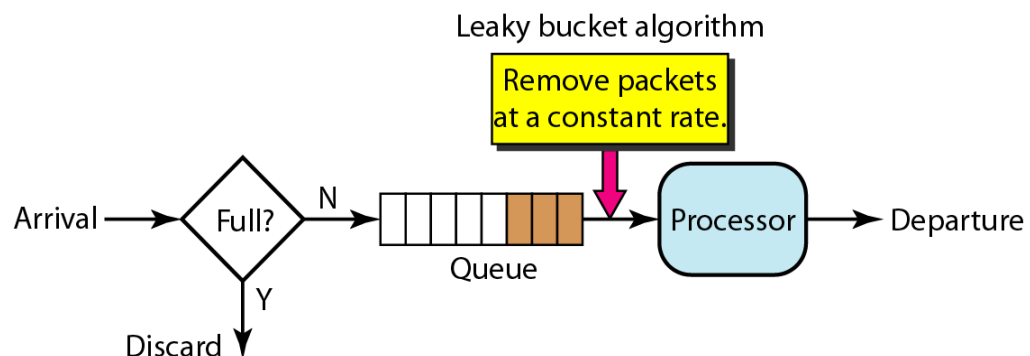 Leaky bucket algorithm
Remove packets
at a constant rate.
Arrival
Full?
N
Queue
Processor
Departure
Y
Discard